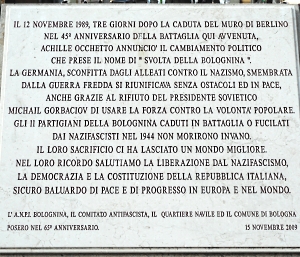 IL 12 NOVEMBRE 1989, TRE GIORNI DOPO LA CADUTA DEL MURO DI BERLINO
NEL 45º ANNIVERSARIO DELLA BATTAGLIA QUI AVVENUTA,
ACHILLE OCCHETTO ANNUNCIO' IL CAMBIAMENTO POLITICO
CHE PRESE IL NOME DI " SVOLTA DELLA BOLOGNINA ".
LA GERMANIA, SCONFITTA DAGLI ALLEATI CONTRO IL NAZISMO, SMEMBRATA
DALLA GUERRA FREDDA SI RIUNIFICAVA SENZA OSTACOLI ED IN PACE,
ANCHE GRAZIE AL RIFIUTO DEL PRESIDENTE SOVIETICO
MICHAIL GORBACIOV DI USARE LA FORZA CONTRO LA VOLONTA' POPOLARE.
GLI 11 PARTIGIANI DELLA BOLOGNINA CADUTI IN BATTAGLIA O FUCILATI
DAI NAZIFASCISTI NEL 1944 NON MORIRONO INVANO.
IL LORO SACRIFICIO CI HA LASCIATO UN MONDO MIGLIORE.
NEL LORO RICORDO SALUTIAMO LA LIBERAZIONE DAL NAZIFASCISMO,
LA DEMOCRAZIA E LA COSTITUZIONE DELLA REPUBBLICA ITALIANA,
SICURO BALUARDO DI PACE E DI PROGRESSO IN EUROPA E NEL MONDO.
L' A.N.P.I. BOLOGNINA, IL COMITATO ANTIFASCISTA, IL QUARTIERE NAVILE ED IL COMUNE DI BOLOGNA
POSERO NEL 65º ANNIVERSARIO. 15 NOVEMBRE 2009